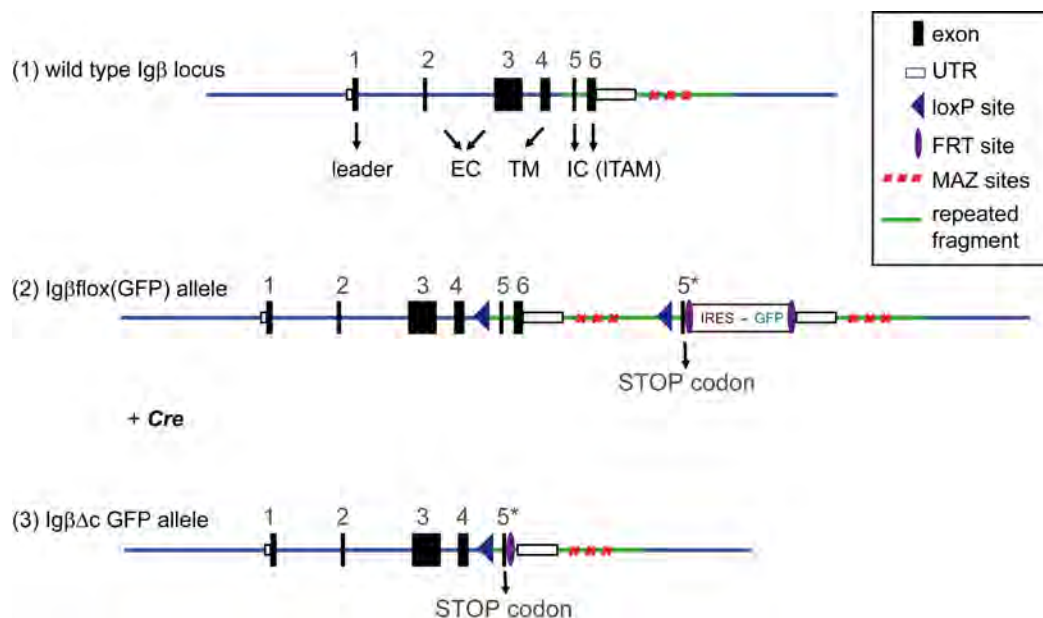 1 2 3 4 5 6
(1) wild type Igβ locus
leader EC TM IC (ITAM)
exon
UTR
loxP site
FRT site
MAZ sites
repeated
fragment
(2) Igβflox(GFP) allele
1 2 3 4 5 6 5*
IRES - GFP
STOP codon
+ Cre
(3) IgβΔc GFP allele
1 2 3 4 5*
STOP codon